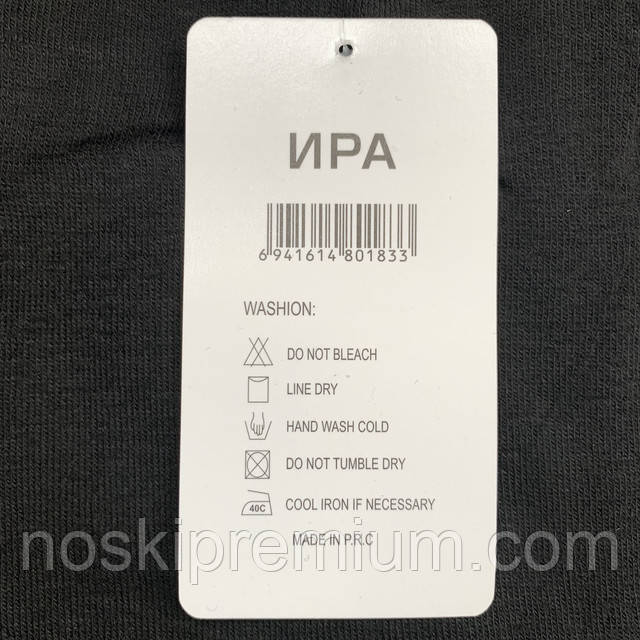 ИРА
6 941614 801833
WASHION:
DO NOT BLEACH
LINE DRY
HAND WASH COLD
DO NOT TUMBLE DRY
40C COOL IRON IF NECESSARY
MADE IN P.R.C
noskipremium.com